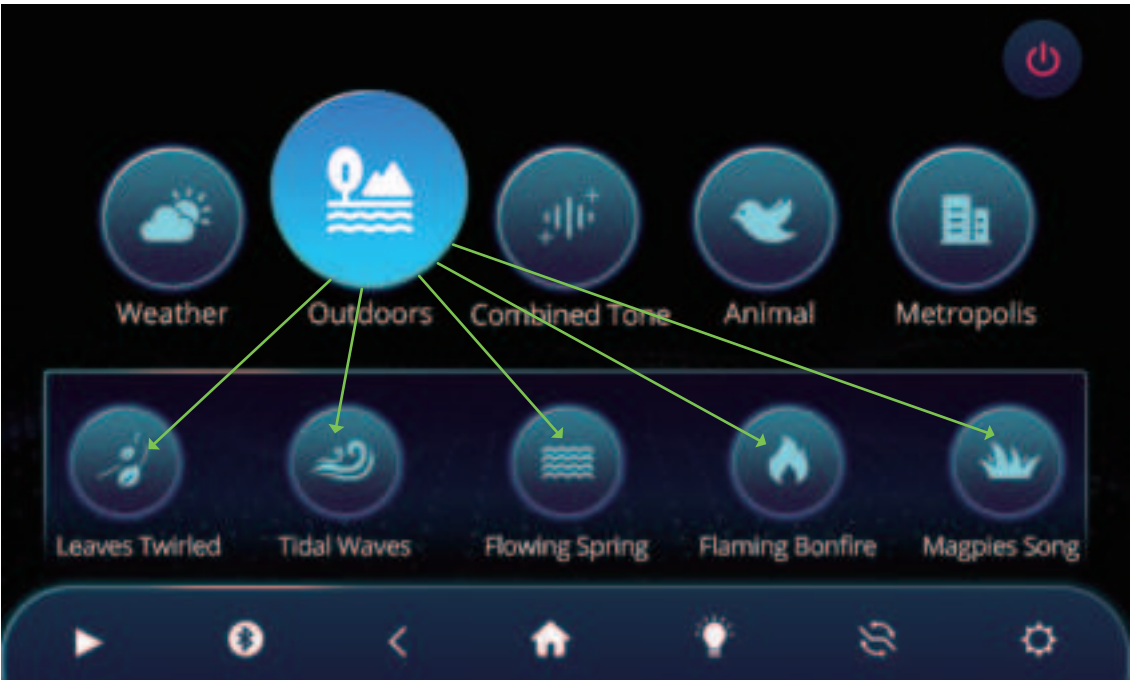 Weather Outdoors Combined Tone Animal Metropolis
Leaves Twirled Tidal Waves Flowing Spring Flaming Bonfire Magpies Song